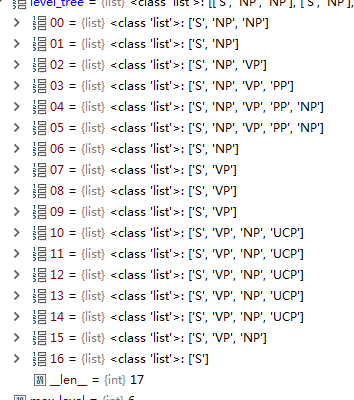 level_tree = {list} <class 'list'>: [['S', 'NP', 'NP'], ['S', 'NP'],
00 = {list} <class 'list'>: ['S', 'NP', 'NP']
01 = {list} <class 'list'>: ['S', 'NP']
02 = {list} <class 'list'>: ['S', 'NP', 'VP']
03 = {list} <class 'list'>: ['S', 'NP', 'VP', 'PP']
04 = {list} <class 'list'>: ['S', 'NP', 'VP', 'PP', 'NP']
05 = {list} <class 'list'>: ['S', 'NP', 'VP', 'PP', 'NP']
06 = {list} <class 'list'>: ['S', 'NP']
07 = {list} <class 'list'>: ['S', 'VP']
08 = {list} <class 'list'>: ['S', 'VP']
09 = {list} <class 'list'>: ['S', 'VP']
10 = {list} <class 'list'>: ['S', 'VP', 'NP', 'UCP']
11 = {list} <class 'list'>: ['S', 'VP', 'NP', 'UCP']
12 = {list} <class 'list'>: ['S', 'VP', 'NP', 'UCP']
13 = {list} <class 'list'>: ['S', 'VP', 'NP', 'UCP']
14 = {list} <class 'list'>: ['S', 'VP', 'NP', 'UCP']
15 = {list} <class 'list'>: ['S', 'VP', 'NP']
16 = {list} <class 'list'>: ['S']
__len__ = {int} 17
max_level = {int} 6